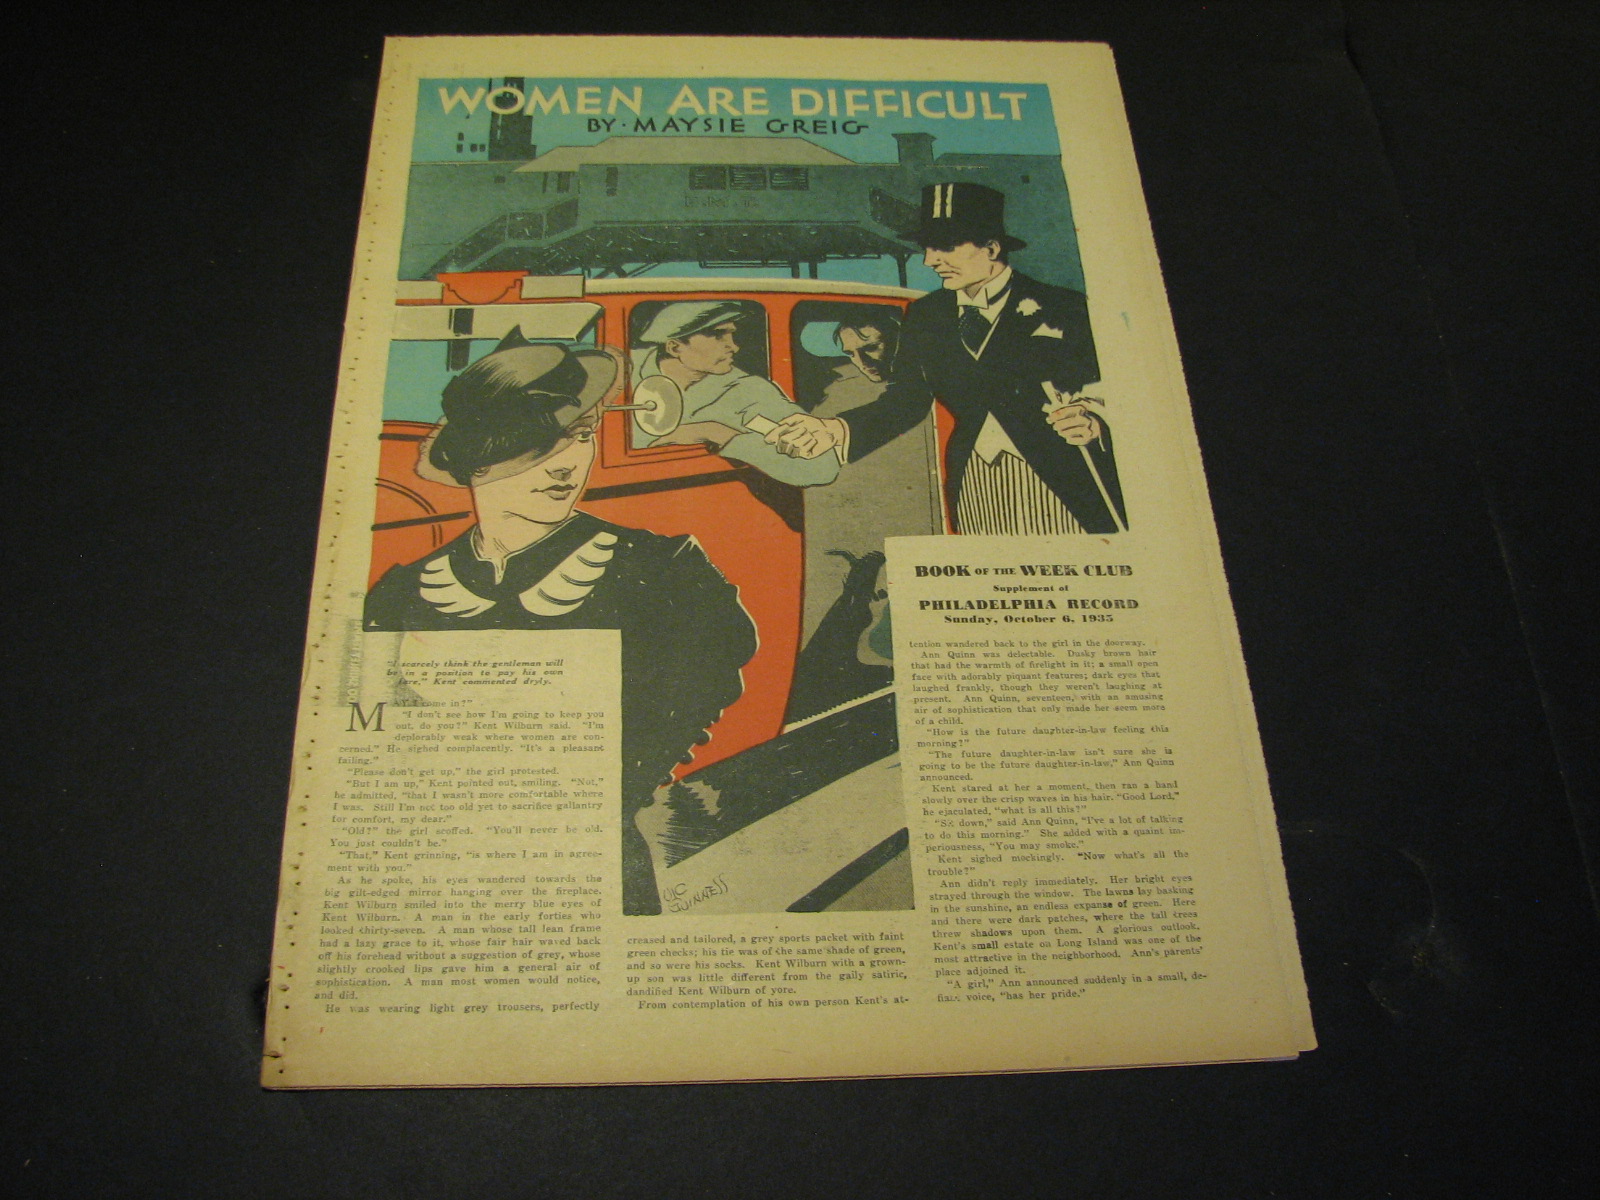 WOMEN ARE DIFFICULT
BY · MAYSIE GREIG
"I scarcely think the gentleman will
be in a position to pay his own
fare," Kent commented dryly.
MAY I come in?"
"I don't see how I'm going to keep you
out, do you?" Kent Wilburn said. "I'm
deplorably weak where women are con-
cerned." He sighed complacently. "It's a pleasant
failing."
"Please don't get up," the girl protested.
"But I am up," Kent pointed out, smiling. "Not,"
he admitted, "that I wasn't more comfortable where
I was. Still I'm not too old yet to sacrifice gallantry
for comfort, my dear."
"Old?" the girl scoffed. "You'll never be old.
You just couldn't be."
"That," Kent grinning, "is where I am in agree-
ment with you."
As he spoke, his eyes wandered towards the
big gilt-edged mirror hanging over the fireplace.
Kent Wilburn smiled into the merry blue eyes of
Kent Wilburn. A man in the early forties who
looked thirty-seven. A man whose tall lean frame
had a lazy grace to it, whose fair hair waved back
off his forehead without a suggestion of grey, whose
slightly crooked lips gave him a general air of
sophistication. A man most women would notice,
and did.
He was wearing light grey trousers, perfectly
VIC
GUINNESS
creased and tailored, a grey sports packet with faint
green checks; his tie was of the same shade of green,
and so were his socks. Kent Wilburn with a grown-
up son was little different from the gaily satiric,
dandified Kent Wilburn of yore.
From contemplation of his own person Kent's at-
BOOK OF THE WEEK CLUB
Supplement of
PHILADELPHIA RECORD
Sunday, October 6, 1935
tention wandered back to the girl in the doorway.
Ann Quinn was delectable. Dusky brown hair
that had the warmth of firelight in it; a small open
face with adorably piquant features; dark eyes that
laughed frankly, though they weren't laughing at
present. Ann Quinn, seventeen, with an amusing
air of sophistication that only made her seem more
of a child.
"How is the future daughter-in-law feeling this
morning?"
"The future daughter-in-law isn't sure she is
going to be the future daughter-in-law," Ann Quinn
announced.
Kent stared at her a moment, then ran a hand
slowly over the crisp waves in his hair. "Good Lord,"
he ejaculated, "what is all this?"
"Sit down," said Ann Quinn, "I've a lot of talking
to do this morning." She added with a quaint im-
periousness, "You may smoke."
Kent sighed mockingly. "Now what's all the
trouble?"
Ann didn't reply immediately. Her bright eyes
strayed through the window. The lawns lay basking
in the sunshine, an endless expanse of green. Here
and there were dark patches, where the tall trees
threw shadows upon them. A glorious outlook.
Kent's small estate on Long Island was one of the
most attractive in the neighborhood. Ann's parents'
place adjoined it.
"A girl," Ann announced suddenly in a small, de-
fiant voice, "has her pride."